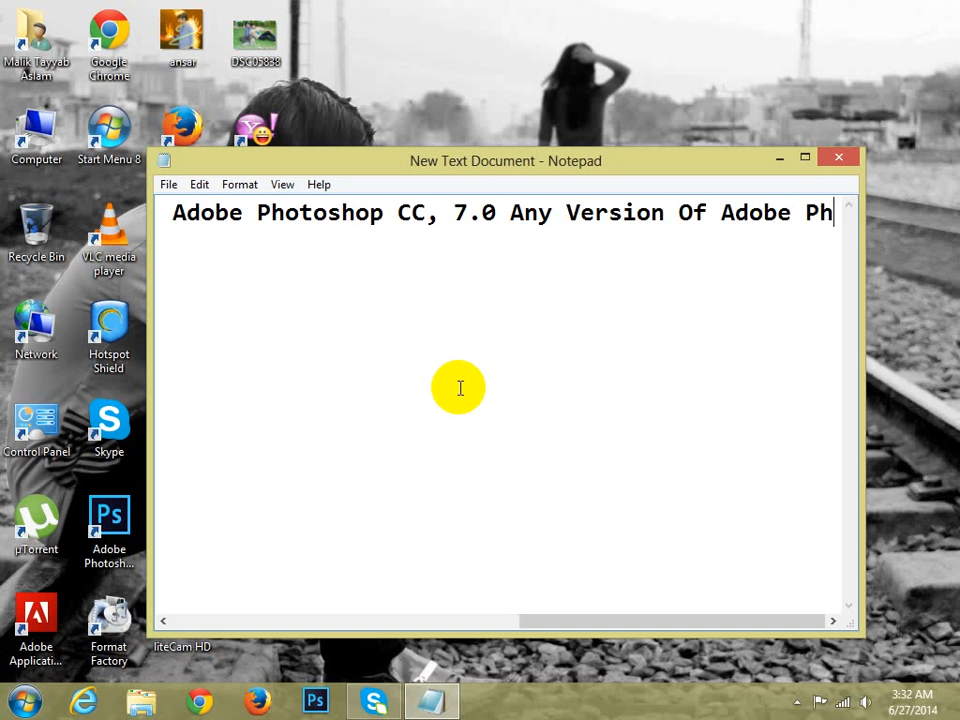 Malik Tayyab Aslam
Google Chrome
ansar
DSC05838
Computer
Start Menu 8
New Text Document - Notepad
File Edit Format View Help
Adobe Photoshop CC, 7.0 Any Version Of Adobe Ph
Recycle Bin
VLC media player
Network
Hotspot Shield
Control Panel
Skype
µTorrent
Ps
Adobe Photosh...
Adobe Applicati...
Format Factory
liteCam HD
Ps
3:32 AM
6/27/2014